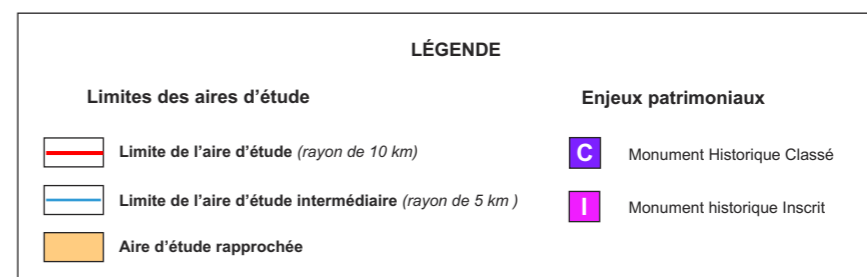 LÉGENDE
Limites des aires d'étude
Limite de l'aire d'étude (rayon de 10 km)
Limite de l'aire d'étude intermédiaire (rayon de 5 km )
Aire d'étude rapprochée
Enjeux patrimoniaux
C Monument Historique Classé
I Monument historique Inscrit